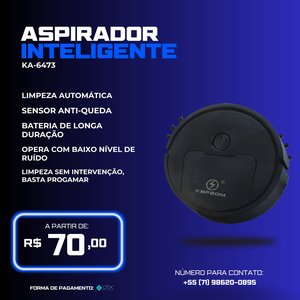 ASPIRADOR
INTELIGENTE
KA-6473
LIMPEZA AUTOMÁTICA
SENSOR ANTI-QUEDA
BATERIA DE LONGA
DURAÇÃO
OPERA COM BAIXO NÍVEL DE
RUÍDO
LIMPEZA SEM INTERVENÇÃO,
BASTA PROGAMAR
KAPBOM
A PARTIR DE:
R$ 70,00
NÚMERO PARA CONTATO:
+55 (71) 98620-0895
FORMA DE PAGAMENTO: PIX